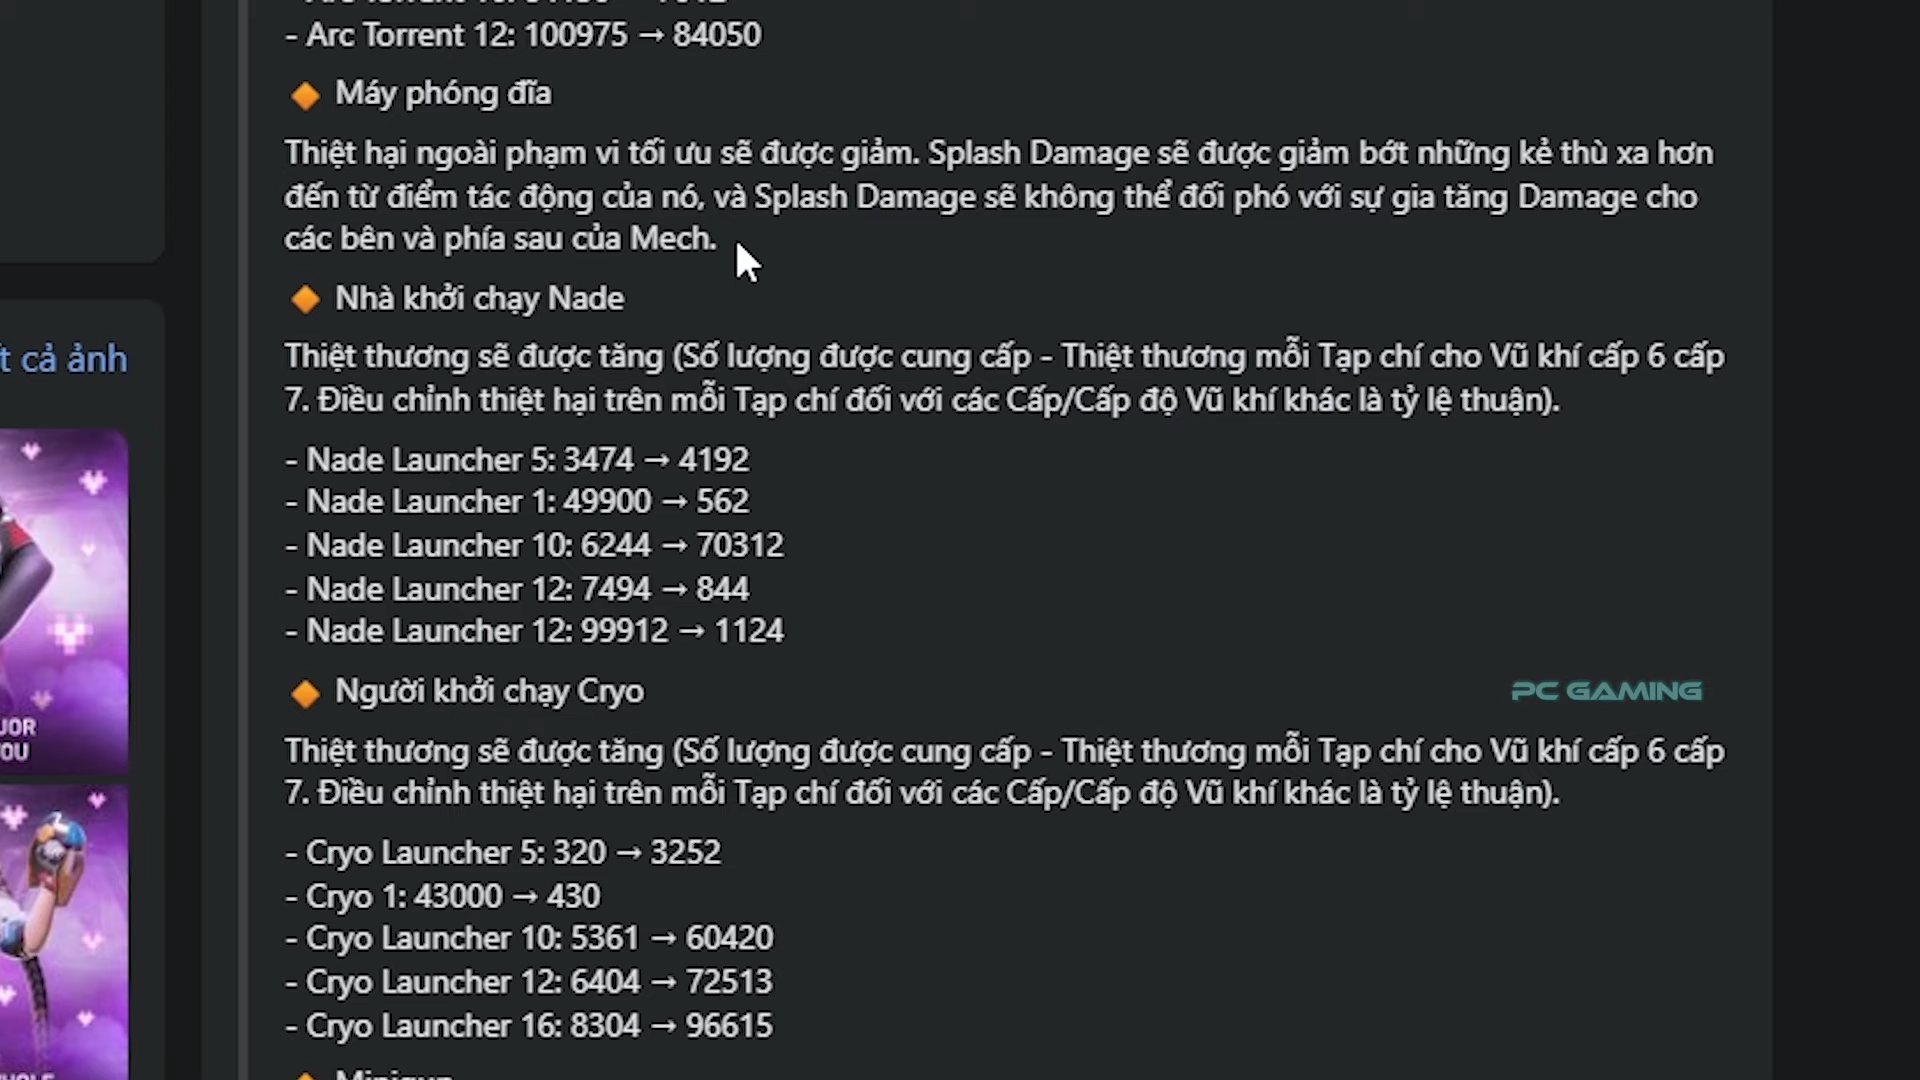 - Arc Torrent 12: 100975 → 84050
🔸 Máy phóng đĩa
Thiệt hại ngoài phạm vi tối ưu sẽ được giảm. Splash Damage sẽ được giảm bớt những kẻ thù xa hơn
đến từ điểm tác động của nó, và Splash Damage sẽ không thể đối phó với sự gia tăng Damage cho
các bên và phía sau của Mech.
🔸 Nhà khởi chạy Nade
t cả ảnh
Thiệt thương sẽ được tăng (Số lượng được cung cấp - Thiệt thương mỗi Tạp chí cho Vũ khí cấp 6 cấp
7. Điều chỉnh thiệt hại trên mỗi Tạp chí đối với các Cấp/Cấp độ Vũ khí khác là tỷ lệ thuận).
- Nade Launcher 5: 3474 → 4192
- Nade Launcher 1: 49900 → 562
- Nade Launcher 10: 6244 → 70312
- Nade Launcher 12: 7494 → 844
- Nade Launcher 12: 99912 → 1124
🔸 Người khởi chạy Cryo
PC GAMING
JOR
OU
Thiệt thương sẽ được tăng (Số lượng được cung cấp - Thiệt thương mỗi Tạp chí cho Vũ khí cấp 6 cấp
7. Điều chỉnh thiệt hại trên mỗi Tạp chí đối với các Cấp/Cấp độ Vũ khí khác là tỷ lệ thuận).
- Cryo Launcher 5: 320 → 3252
- Cryo 1: 43000 → 430
- Cryo Launcher 10: 5361 → 60420
- Cryo Launcher 12: 6404 → 72513
- Cryo Launcher 16: 8304 → 96615